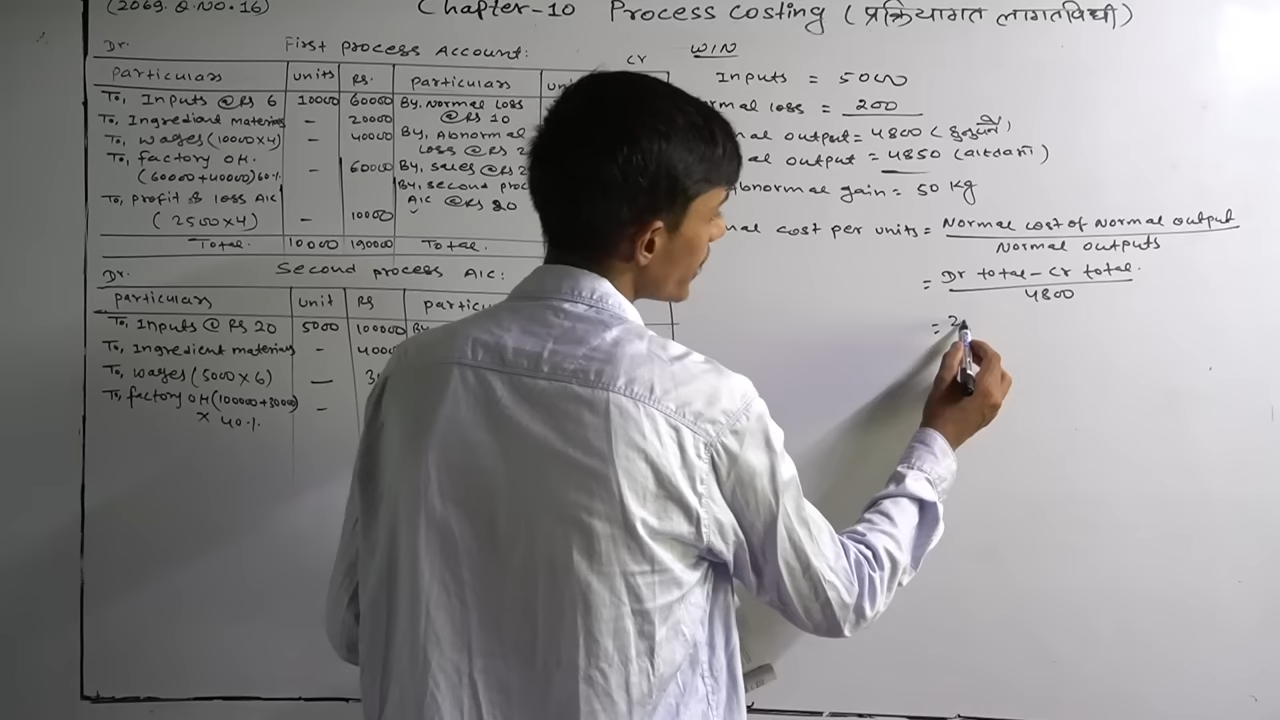 (2069. Q.NO.16) Chapter-10 Process Costing (प्रक्रियागत लागतविधी)
Dr. First process Account: Cr
Particulars units Rs. Particulars
To, Inputs @Rs 6 10000 60000 By, Normal Loss @Rs 10
To, Ingredient materials - 20000
To, wages (10000x4) - 40000 By, Abnormal Loss @Rs 2
To, factory OH. (60000+40000)60% - 60000 By, sales @Rs 2
To, profit & loss A/c (2500x4) - 10000 By, second A/c @Rs 20
Total. 10000 190000 Total.
Dr. Second process A/c:
Particulars Unit Rs
To, Inputs @ Rs 20 5000 100000
To, Ingredient materials -
To, wages (5000x6) —
To, factory OH (100000+30000) x 40% -
W/N
Inputs = 5000
loss = 200
output = 4800
output = 4850
Abnormal gain = 50 Kg
cost per units = Normal cost of Normal output
Normal outputs
= Dr total - Cr total.
4800
=